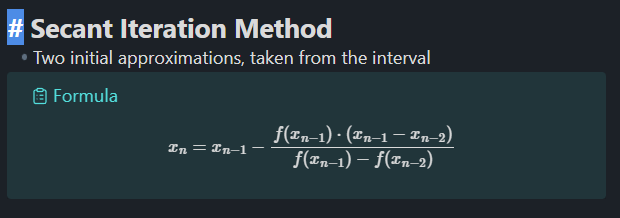 # Secant Iteration Method
Two initial approximations, taken from the interval
Formula
$x_n = x_{n-1} - \frac{f(x_{n-1}) \cdot (x_{n-1} - x_{n-2})}{f(x_{n-1}) - f(x_{n-2})}$